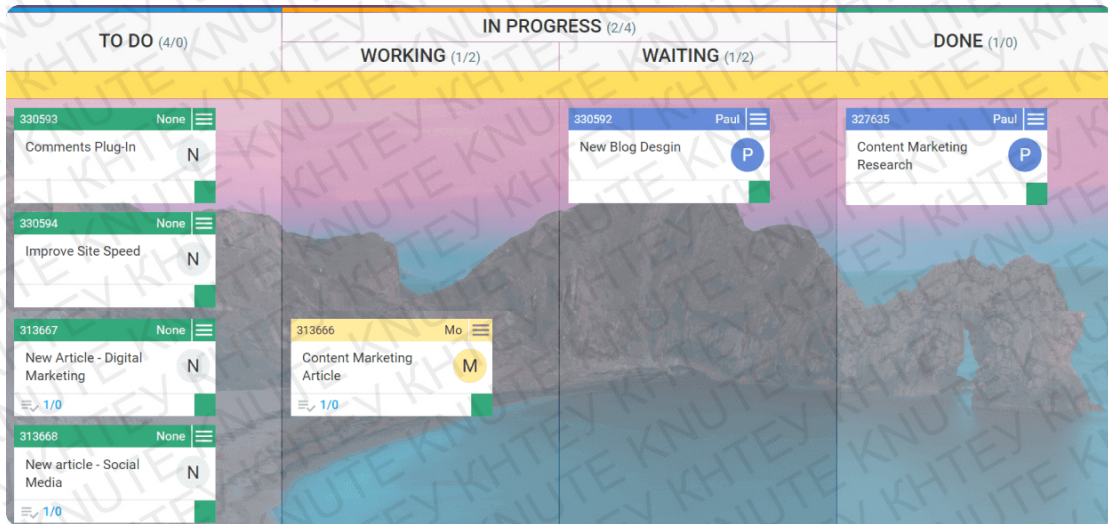 TO DO (4/0)
IN PROGRESS (2/4)
WORKING (1/2)
WAITING (1/2)
DONE (1/0)
330593 None
Comments Plug-In
N
330594 None
Improve Site Speed
N
313667 None
New Article - Digital
Marketing
N
1/0
313668 None
New article - Social
Media
N
1/0
313666 Mo
Content Marketing
Article
M
1/0
330592 Paul
New Blog Desgin
P
327635 Paul
Content Marketing
Research
P
KNUTE KHTEY KNUTE KHTEY